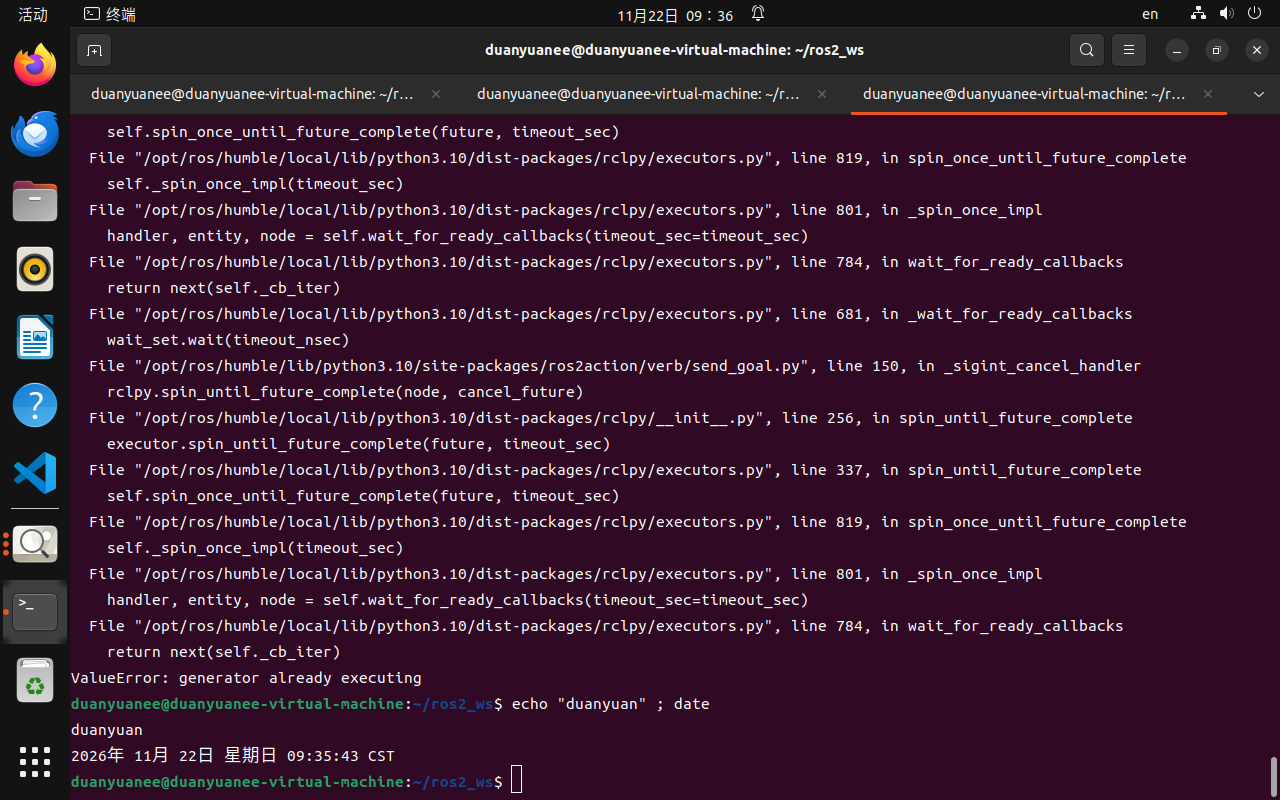 活动 终端 11月22日 09：36 en
duanyuanee@duanyuanee-virtual-machine: ~/ros2_ws
duanyuanee@duanyuanee-virtual-machine: ~/r… duanyuanee@duanyuanee-virtual-machine: ~/r… duanyuanee@duanyuanee-virtual-machine: ~/r…
    self.spin_once_until_future_complete(future, timeout_sec)
  File "/opt/ros/humble/local/lib/python3.10/dist-packages/rclpy/executors.py", line 819, in spin_once_until_future_complete
    self._spin_once_impl(timeout_sec)
  File "/opt/ros/humble/local/lib/python3.10/dist-packages/rclpy/executors.py", line 801, in _spin_once_impl
    handler, entity, node = self.wait_for_ready_callbacks(timeout_sec=timeout_sec)
  File "/opt/ros/humble/local/lib/python3.10/dist-packages/rclpy/executors.py", line 784, in wait_for_ready_callbacks
    return next(self._cb_iter)
  File "/opt/ros/humble/local/lib/python3.10/dist-packages/rclpy/executors.py", line 681, in _wait_for_ready_callbacks
    wait_set.wait(timeout_nsec)
  File "/opt/ros/humble/lib/python3.10/site-packages/ros2action/verb/send_goal.py", line 150, in _sigint_cancel_handler
    rclpy.spin_until_future_complete(node, cancel_future)
  File "/opt/ros/humble/local/lib/python3.10/dist-packages/rclpy/__init__.py", line 256, in spin_until_future_complete
    executor.spin_until_future_complete(future, timeout_sec)
  File "/opt/ros/humble/local/lib/python3.10/dist-packages/rclpy/executors.py", line 337, in spin_until_future_complete
    self.spin_once_until_future_complete(future, timeout_sec)
  File "/opt/ros/humble/local/lib/python3.10/dist-packages/rclpy/executors.py", line 819, in spin_once_until_future_complete
    self._spin_once_impl(timeout_sec)
  File "/opt/ros/humble/local/lib/python3.10/dist-packages/rclpy/executors.py", line 801, in _spin_once_impl
    handler, entity, node = self.wait_for_ready_callbacks(timeout_sec=timeout_sec)
  File "/opt/ros/humble/local/lib/python3.10/dist-packages/rclpy/executors.py", line 784, in wait_for_ready_callbacks
    return next(self._cb_iter)
ValueError: generator already executing
duanyuanee@duanyuanee-virtual-machine:~/ros2_ws$ echo "duanyuan" ; date
duanyuan
2026年 11月 22日 星期日 09:35:43 CST
duanyuanee@duanyuanee-virtual-machine:~/ros2_ws$